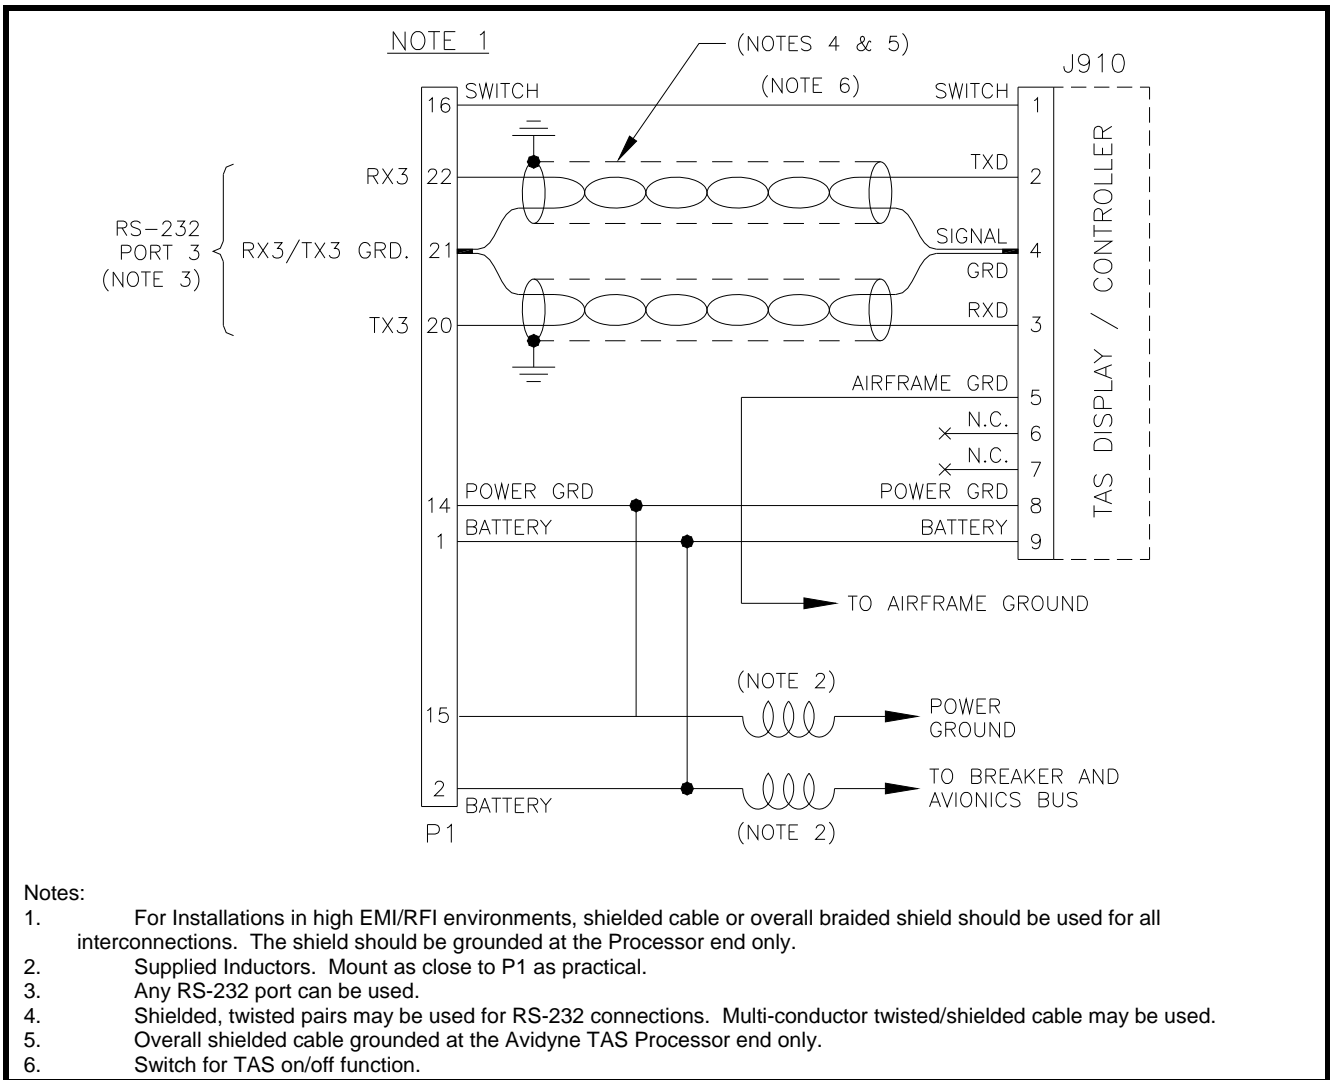 NOTE 1
(NOTES 4 & 5)
(NOTE 6)
J910
16 SWITCH SWITCH 1
RX3 22 TXD 2
RS-232
PORT 3
(NOTE 3)
RX3/TX3 GRD. 21 SIGNAL
GRD 4
TX3 20 RXD 3
AIRFRAME GRD 5
N.C. 6
N.C. 7
14 POWER GRD POWER GRD 8
1 BATTERY BATTERY 9
TAS DISPLAY / CONTROLLER
TO AIRFRAME GROUND
(NOTE 2)
15 POWER
GROUND
2 BATTERY
TO BREAKER AND
AVIONICS BUS
(NOTE 2)
P1
Notes:
1. For Installations in high EMI/RFI environments, shielded cable or overall braided shield should be used for all
interconnections. The shield should be grounded at the Processor end only.
2. Supplied Inductors. Mount as close to P1 as practical.
3. Any RS-232 port can be used.
4. Shielded, twisted pairs may be used for RS-232 connections. Multi-conductor twisted/shielded cable may be used.
5. Overall shielded cable grounded at the Avidyne TAS Processor end only.
6. Switch for TAS on/off function.